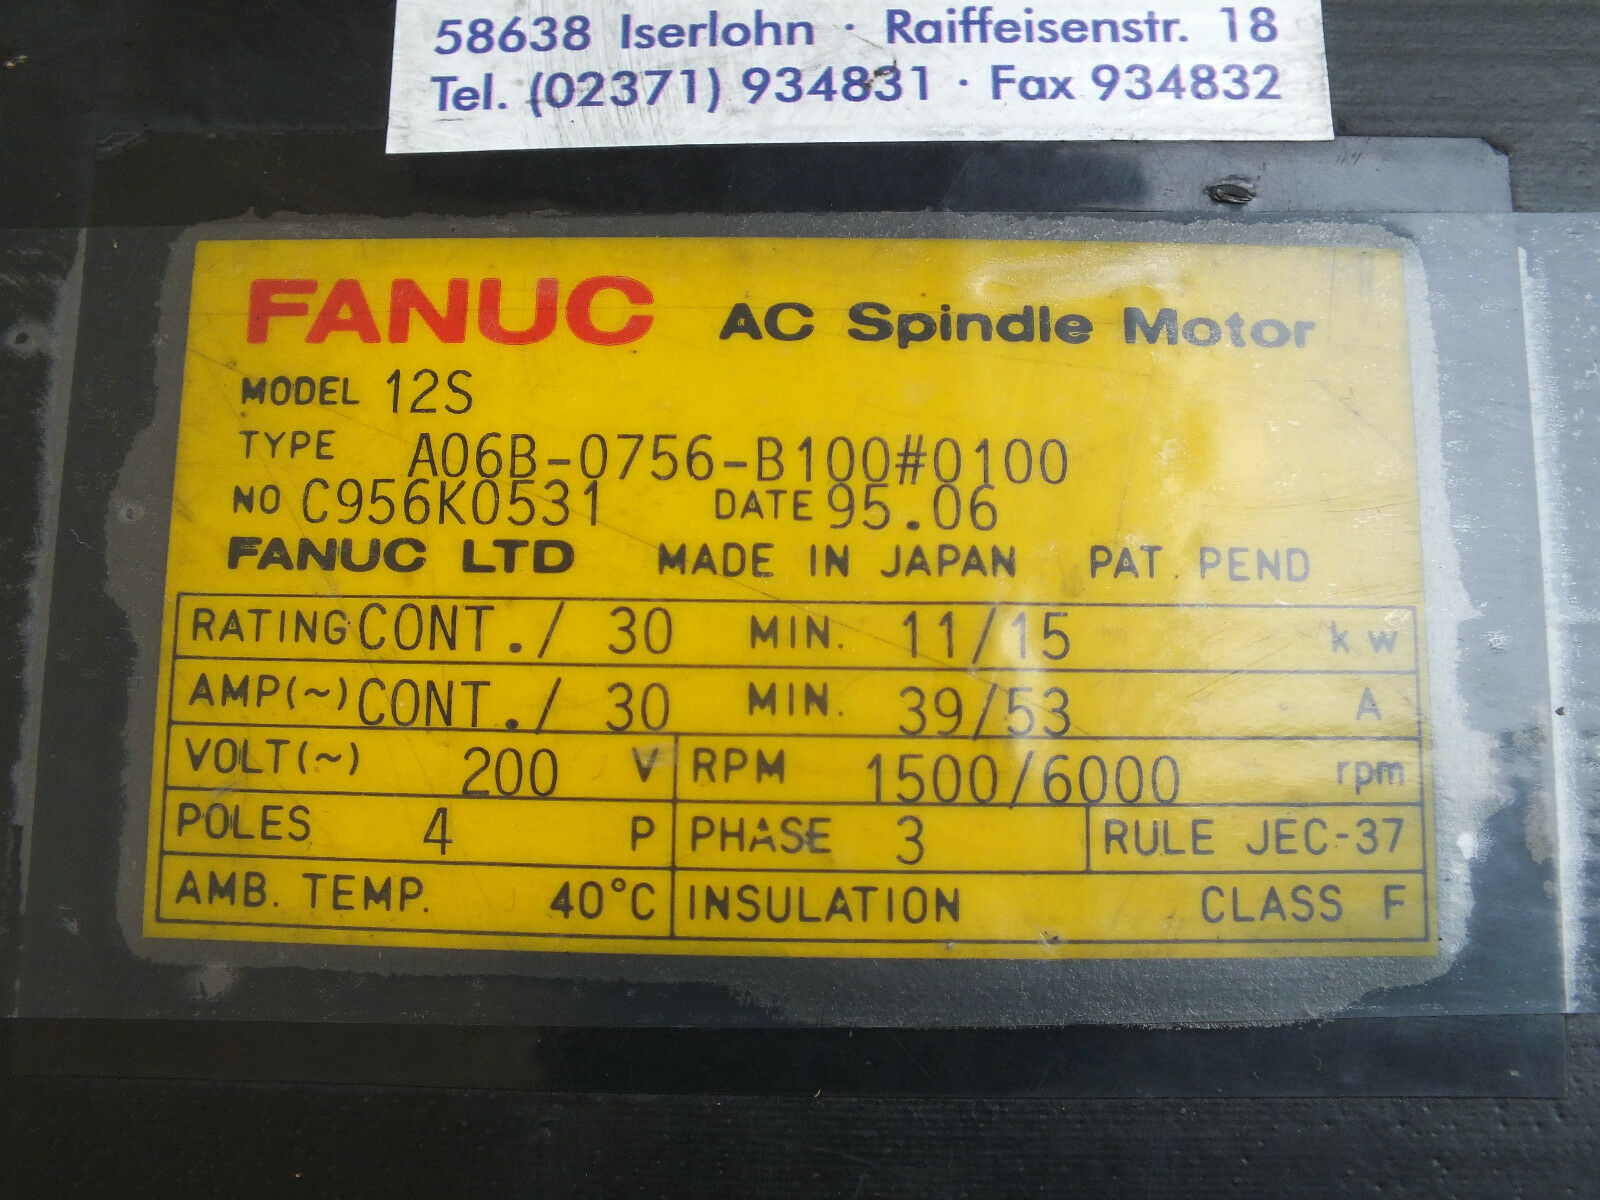 58638 Iserlohn · Raiffeisenstr. 18
Tel. (02371) 934831 · Fax 934832
FANUC AC Spindle Motor
MODEL 12S
TYPE A06B-0756-B100#0100
NO C956K0531 DATE 95.06
FANUC LTD MADE IN JAPAN PAT. PEND
RATING CONT./ 30 MIN. 11/15 kw
AMP(~) CONT./ 30 MIN. 39/53 A
VOLT(~) 200 V RPM 1500/6000 rpm
POLES 4 P PHASE 3 RULE JEC-37
AMB. TEMP. 40°C INSULATION CLASS F